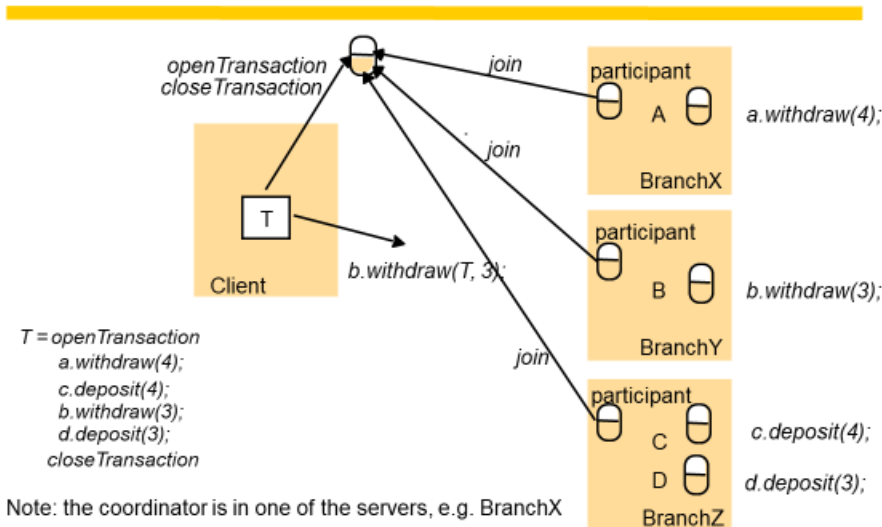 openTransaction
closeTransaction
join
participant
A
a.withdraw(4);
BranchX
join
T
Client
b.withdraw(T, 3);
participant
B
b.withdraw(3);
BranchY
T = openTransaction
a.withdraw(4);
c.deposit(4);
b.withdraw(3);
d.deposit(3);
closeTransaction
join
participant
C
c.deposit(4);
D
d.deposit(3);
BranchZ
Note: the coordinator is in one of the servers, e.g. BranchX